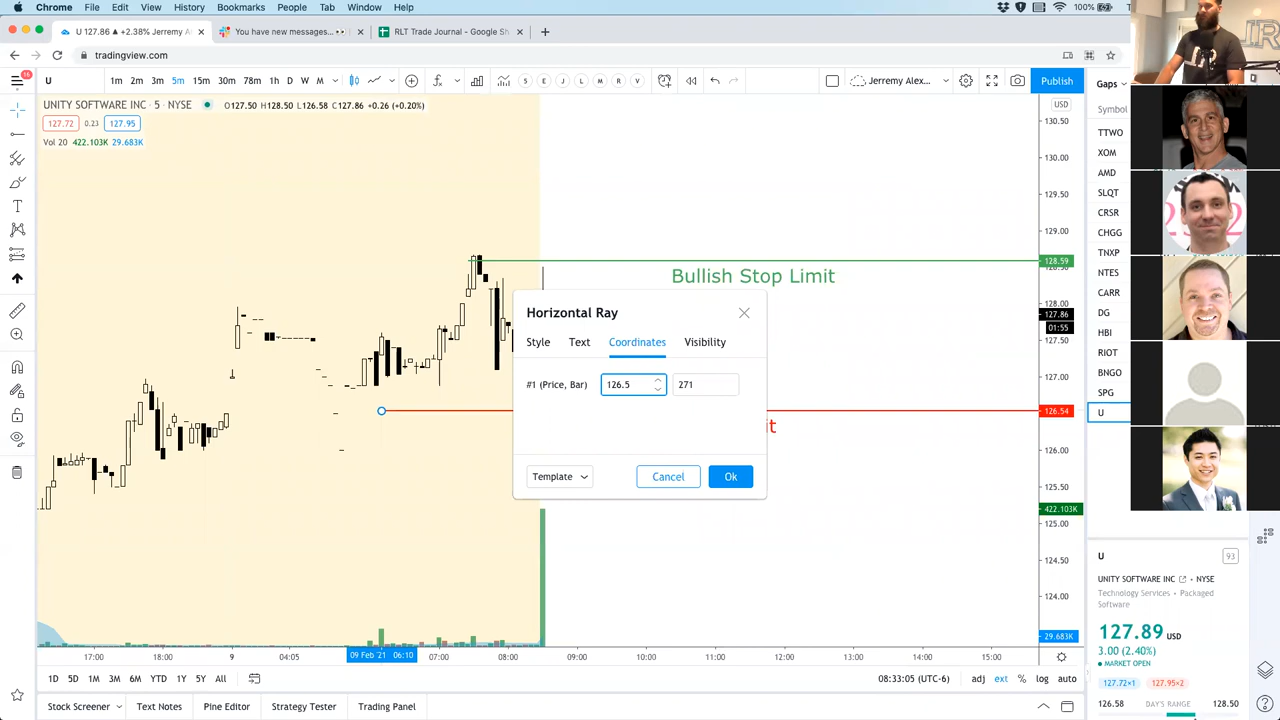 Chrome File Edit View History Bookmarks People Tab Window Help 100%
U 127.86 ▲ +2.38% Jerremy Al
You have new messages...
RLT Trade Journal - Google Sh
tradingview.com
16
U 1m 2m 3m 5m 15m 30m 78m 1h D W M
5 E J L M R V
Jeremy Alex... Publish
UNITY SOFTWARE INC · 5 · NYSE O127.50 H128.50 L126.58 C127.86 +0.26 (+0.20%)
127.72 0.23 127.95
Vol 20 422.103K 29.683K
Bullish Stop Limit
Horizontal Ray
Style Text Coordinates Visibility
#1 (Price, Bar) 126.5 271
it
Template Cancel Ok
USD
130.50
130.00
129.50
129.00
128.59
128.00
127.86
01:55
127.50
127.00
126.54
126.00
125.50
422.103K
125.00
124.50
124.00
29.683K
17:00 18:00 9 04:05 09 Feb '21 06:10 07:00 08:00 09:00 10:00 11:00 12:00 13:00 14:00 15:00
1D 5D 1M 3M 6M YTD 1Y 5Y All
08:33:05 (UTC-6) adj ext % log auto
Stock Screener Text Notes Pine Editor Strategy Tester Trading Panel
Gaps
Symbol
TTWO
XOM
AMD
SLQT
CRSR
CHGG
TNXP
NTES
CARR
DG
HBI
RIOT
BNGO
SPG
U
U 93
UNITY SOFTWARE INC · NYSE
Technology Services · Packaged
Software
127.89 USD
3.00 (2.40%)
MARKET OPEN
127.72×1 127.95×2
126.58 DAY'S RANGE 128.50